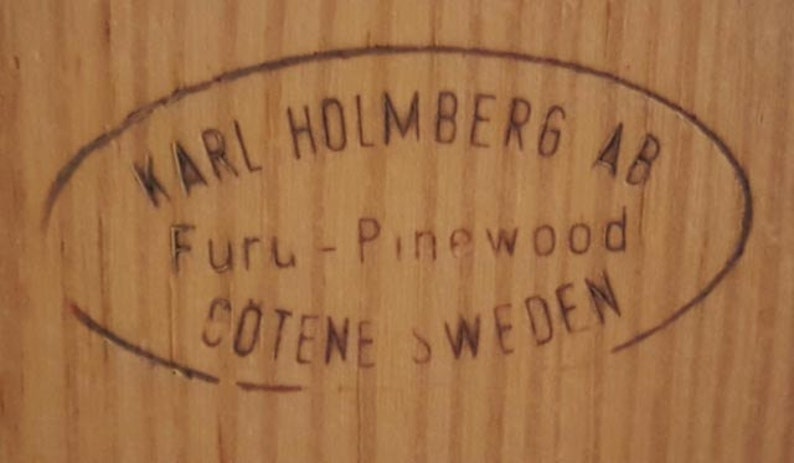 KARL HOLMBERG AB
Furu - Pinewood
GÖTENE SWEDEN